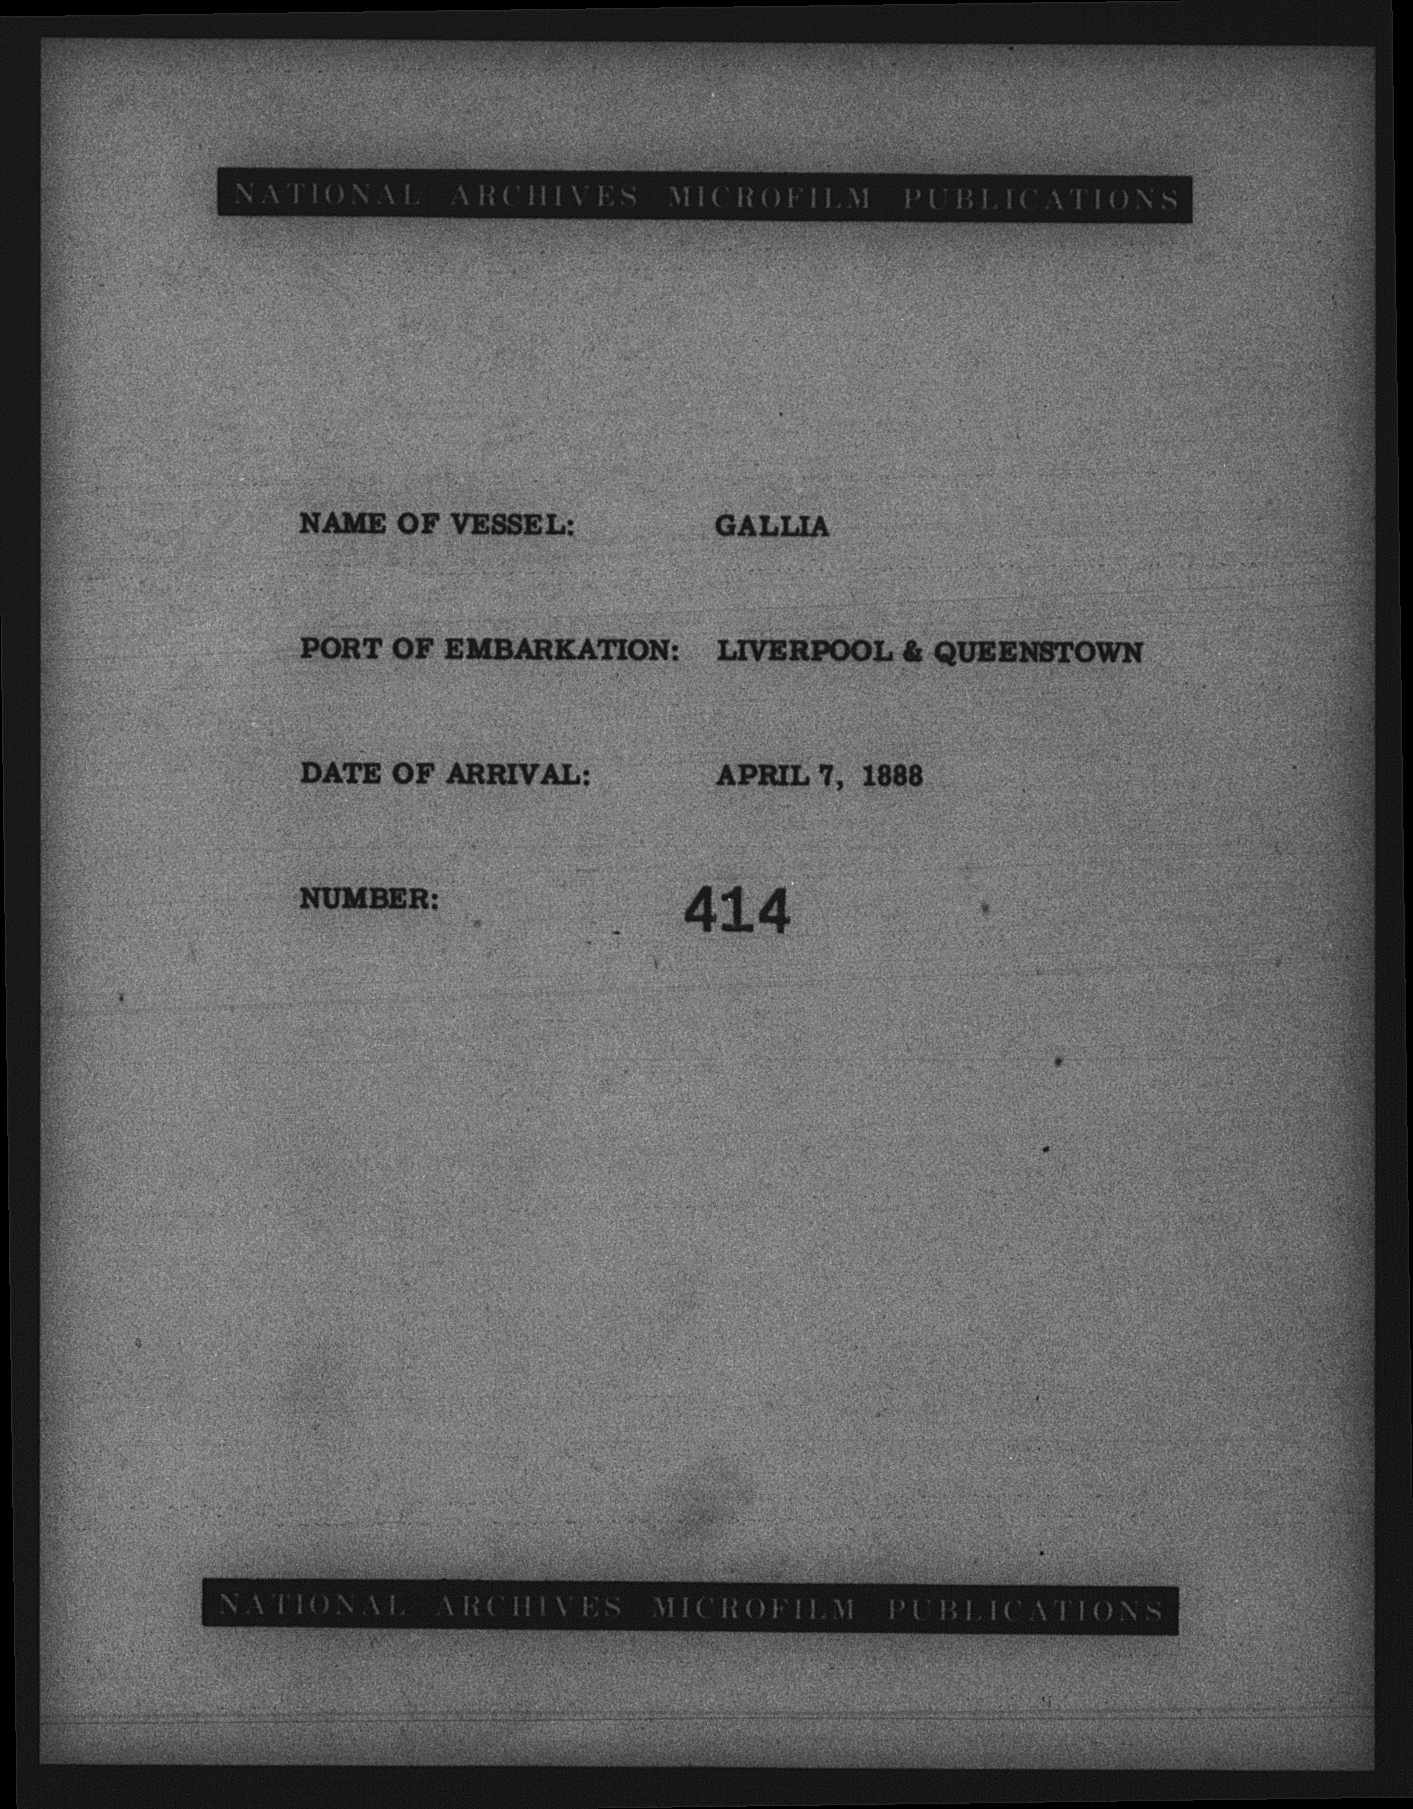 NATIONAL ARCHIVES MICROFILM PUBLICATIONS
NAME OF VESSEL: GALLIA
PORT OF EMBARKATION: LIVERPOOL & QUEENSTOWN
DATE OF ARRIVAL: APRIL 7, 1888
NUMBER: 414
NATIONAL ARCHIVES MICROFILM PUBLICATIONS